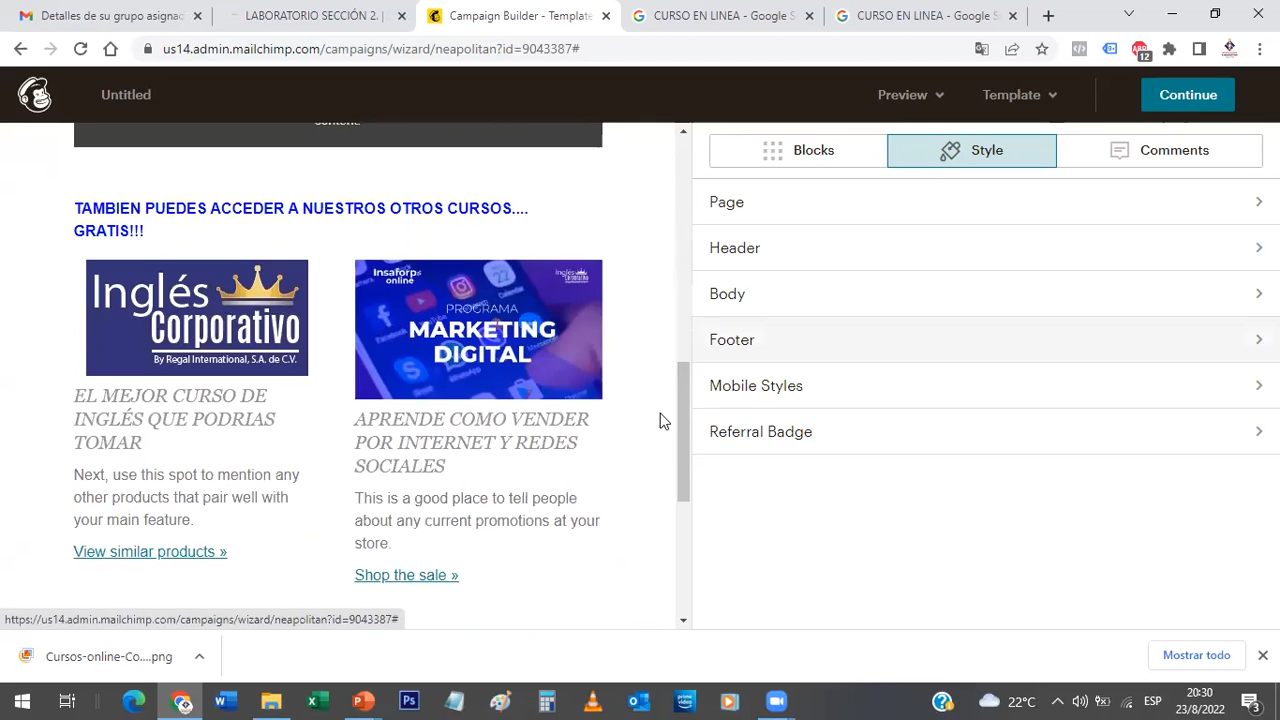 Detalles de su grupo asignad
LABORATORIO SECCIÓN 2. |
Campaign Builder - Template
CURSO EN LINEA - Google S
CURSO EN LINEA - Google S
us14.admin.mailchimp.com/campaigns/wizard/neapolitan?id=9043387#
12
Untitled
Preview
Template
Continue
content.
Blocks
Style
Comments
TAMBIEN PUEDES ACCEDER A NUESTROS OTROS CURSOS....
GRATIS!!!
Inglés
Corporativo
By Regal International, S.A. de C.V.
Insaforp
online
Inglés
Corporativo
22
PROGRAMA
MARKETING
DIGITAL
EL MEJOR CURSO DE
INGLÉS QUE PODRIAS
TOMAR
Next, use this spot to mention any
other products that pair well with
your main feature.
View similar products »
APRENDE COMO VENDER
POR INTERNET Y REDES
SOCIALES
This is a good place to tell people
about any current promotions at your
store.
Shop the sale »
Page
Header
Body
Footer
Mobile Styles
Referral Badge
https://us14.admin.mailchimp.com/campaigns/wizard/neapolitan?id=9043387#
Cursos-online-Co....png
Mostrar todo
22°C
ESP
20:30
23/8/2022
3